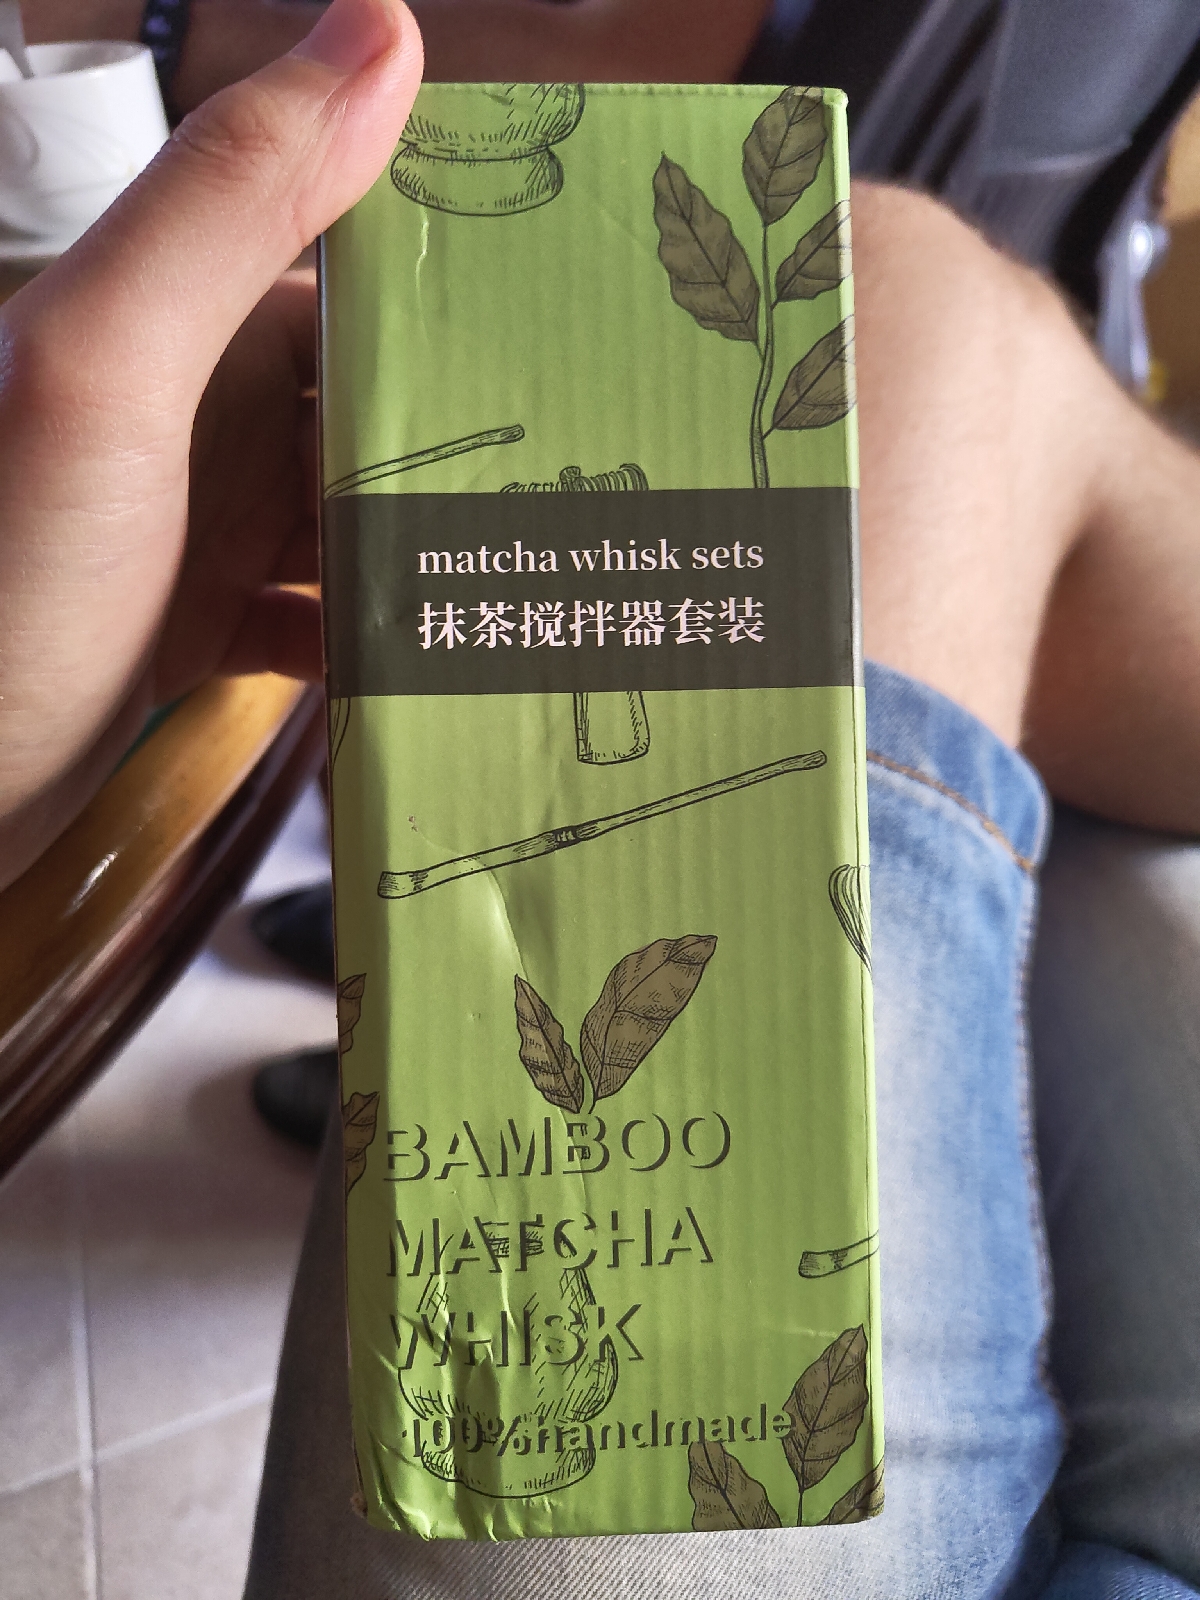 matcha whisk sets
抹茶搅拌器套装
BAMBOO
MATCHA
WHISK
100%handmade